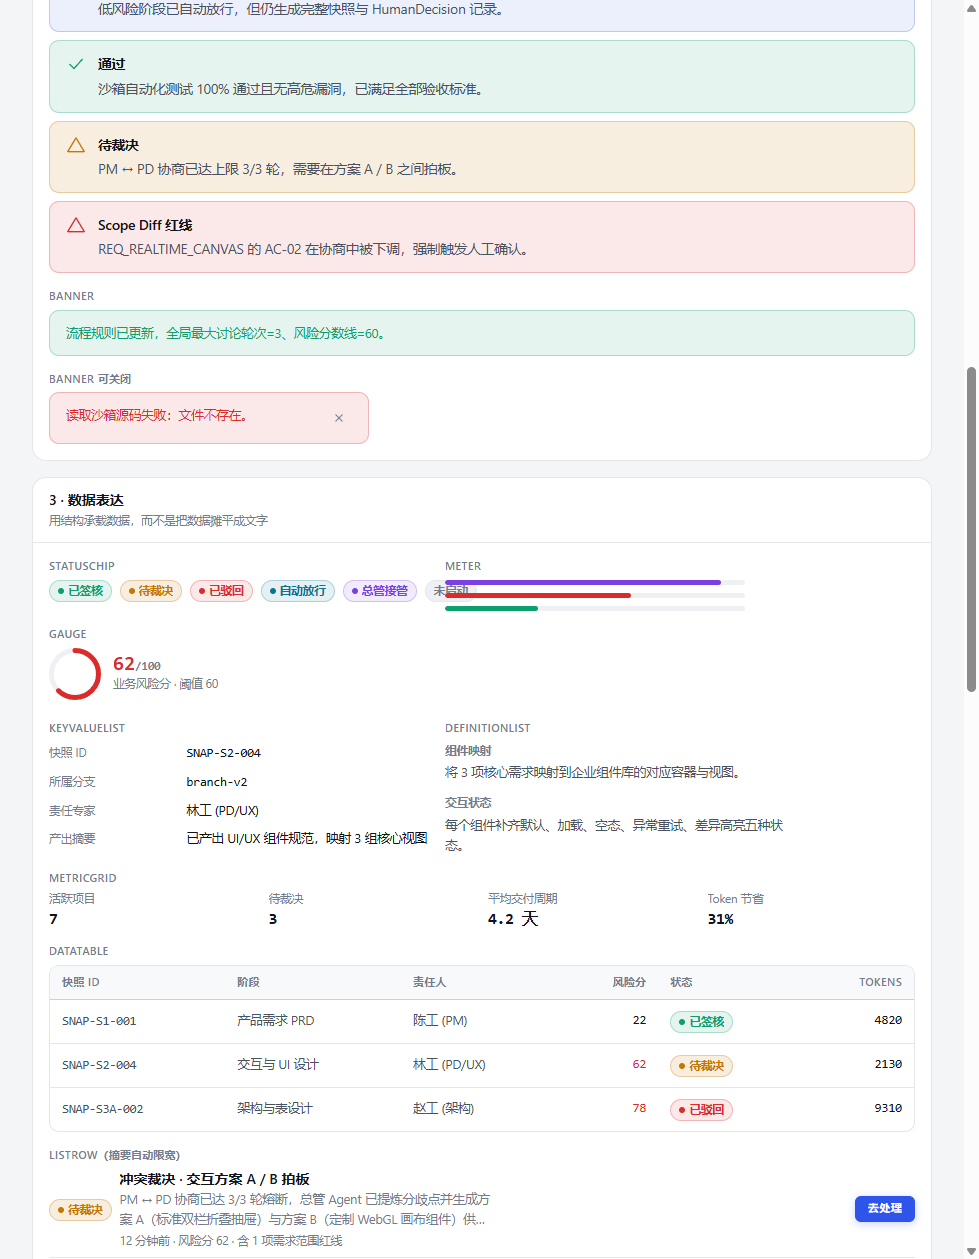 低风险阶段已自动放行，但仍生成完整快照与 HumanDecision 记录。
通过
沙箱自动化测试 100% 通过且无高危漏洞，已满足全部验收标准。
待裁决
PM ↔ PD 协商已达上限 3/3 轮，需要在方案 A / B 之间拍板。
Scope Diff 红线
REQ_REALTIME_CANVAS 的 AC-02 在协商中被下调，强制触发人工确认。
BANNER
流程规则已更新，全局最大讨论轮次=3、风险分数线=60。
BANNER 可关闭
读取沙箱源码失败：文件不存在。 ×
3 · 数据表达
用结构承载数据，而不是把数据摊平成文字
STATUSCHIP METER
已签核 待裁决 已驳回 自动放行 总管接管 未启动
GAUGE
62/100
业务风险分 · 阈值 60
KEYVALUELIST
快照 ID SNAP-S2-004
所属分支 branch-v2
责任专家 林工 (PD/UX)
产出摘要 已产出 UI/UX 组件规范，映射 3 组核心视图
DEFINITIONLIST
组件映射
将 3 项核心需求映射到企业组件库的对应容器与视图。
交互状态
每个组件补齐默认、加载、空态、异常重试、差异高亮五种状
态。
METRICGRID
活跃项目 待裁决 平均交付周期 Token 节省
7 3 4.2 天 31%
DATATABLE
快照 ID 阶段 责任人 风险分 状态 TOKENS
SNAP-S1-001 产品需求 PRD 陈工 (PM) 22 已签核 4820
SNAP-S2-004 交互与 UI 设计 林工 (PD/UX) 62 待裁决 2130
SNAP-S3A-002 架构与表设计 赵工 (架构) 78 已驳回 9310
LISTROW（摘要自动限宽）
冲突裁决 · 交互方案 A / B 拍板
待裁决
PM ↔ PD 协商已达 3/3 轮熔断，总管 Agent 已提炼分歧点并生成方
案 A（标准双栏折叠抽屉）与方案 B（定制 WebGL 画布组件）供...
12 分钟前 · 风险分 62 · 含 1 项需求范围红线
去处理